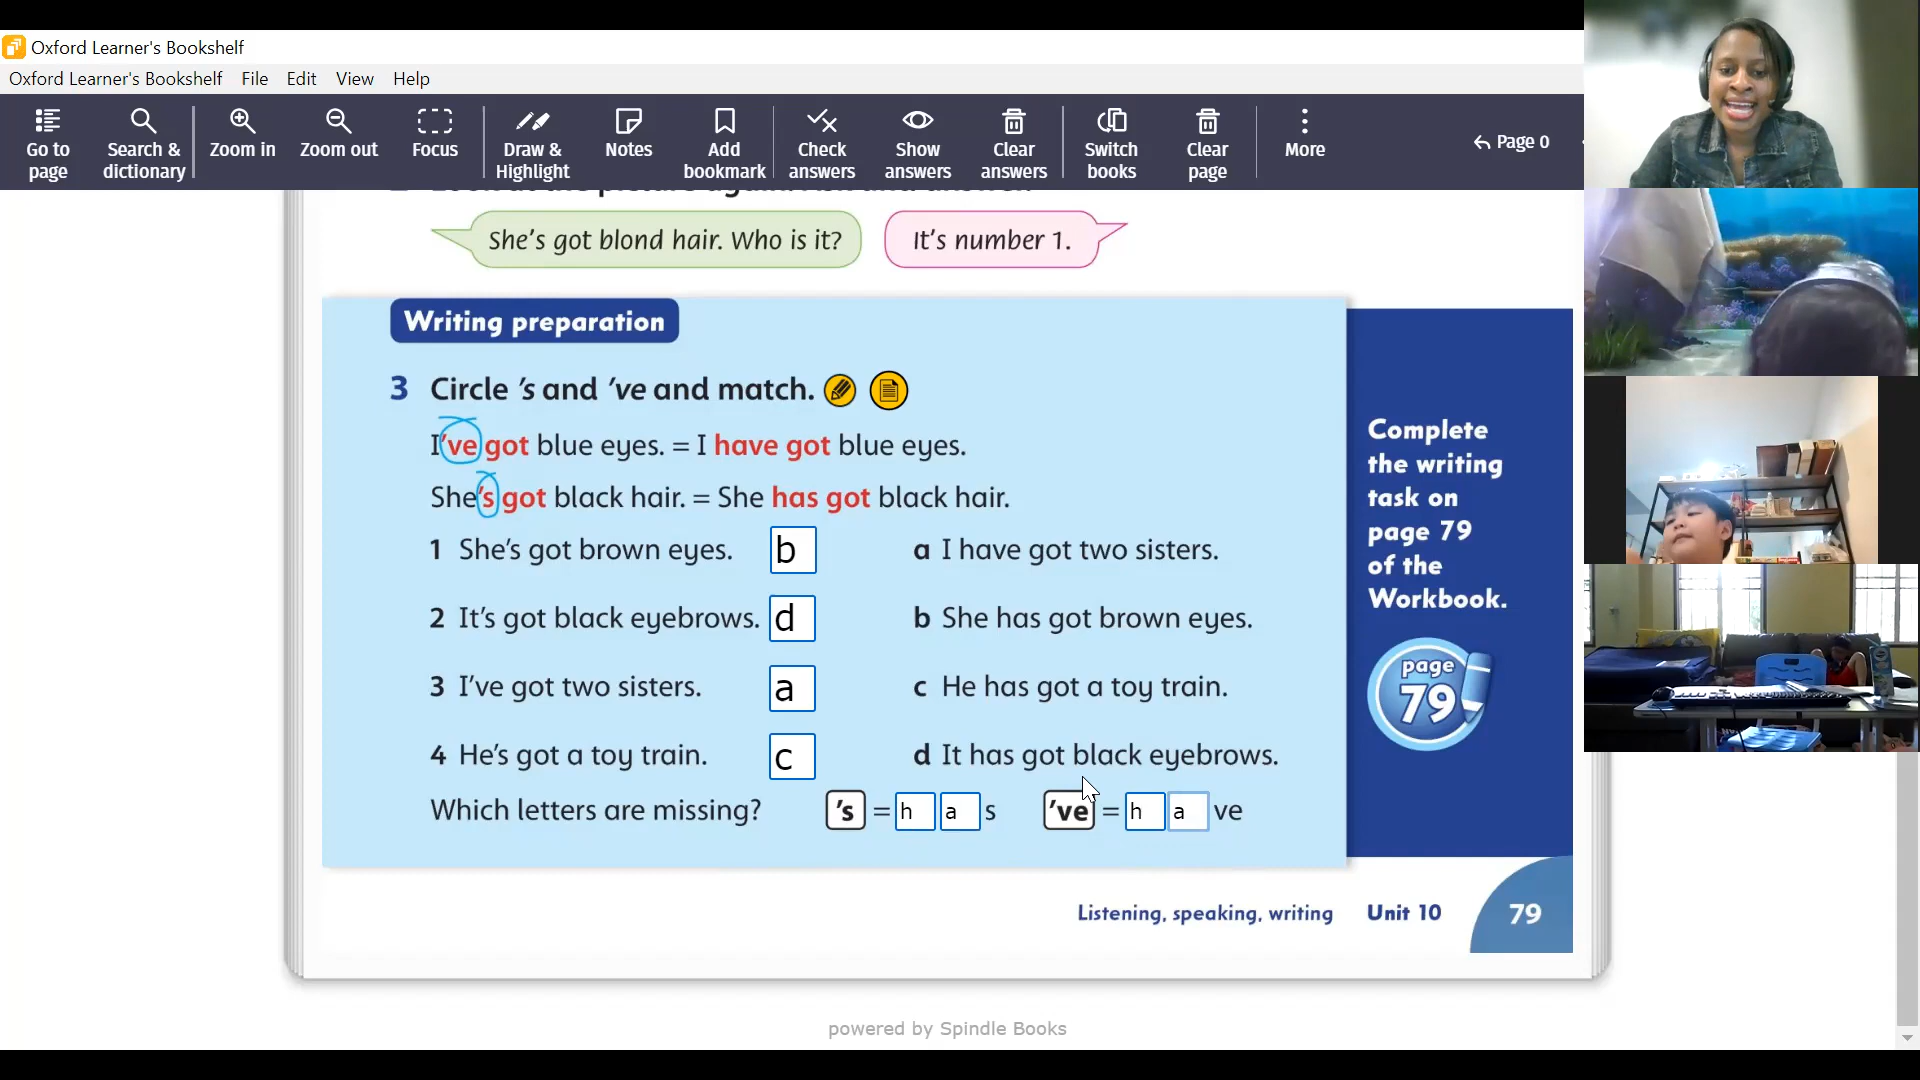 Oxford Learner's Bookshelf
Oxford Learner's Bookshelf File Edit View Help
Go to page
Search & dictionary
Zoom in
Zoom out
Focus
Draw & Highlight
Notes
Add bookmark
Check answers
Show answers
Clear answers
Switch books
Clear page
More
Page 0
She's got blond hair. Who is it?
It's number 1.
Writing preparation
3 Circle 's and 've and match.
I've got blue eyes. = I have got blue eyes.
She's got black hair. = She has got black hair.
1 She's got brown eyes. b
a I have got two sisters.
2 It's got black eyebrows. d
b She has got brown eyes.
3 I've got two sisters. a
c He has got a toy train.
4 He's got a toy train. c
d It has got black eyebrows.
Which letters are missing? 's = h a s 've = h a ve
Complete
the writing
task on
page 79
of the
Workbook.
page
79
Listening, speaking, writing Unit 10 79
powered by Spindle Books